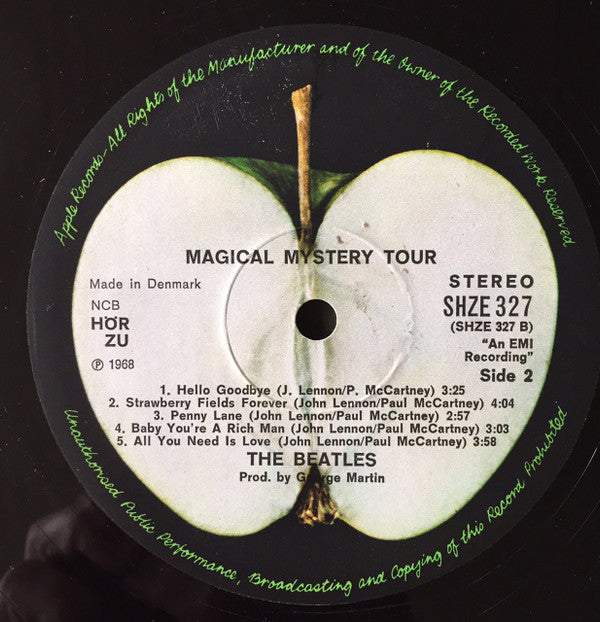 Apple Records-All Rights of the Manufacturer and of the Owner of the Recorded Work Reserved
MAGICAL MYSTERY TOUR
Made in Denmark
NCB
HÖR
ZU
℗ 1968
STEREO
SHZE 327
(SHZE 327 B)
"An EMI
Recording"
Side 2
1. Hello Goodbye (J. Lennon/P. McCartney) 3:25
2. Strawberry Fields Forever (John Lennon/Paul McCartney) 4:04
3. Penny Lane (John Lennon/Paul McCartney) 2:57
4. Baby You're A Rich Man (John Lennon/Paul McCartney) 3:03
5. All You Need Is Love (John Lennon/Paul McCartney) 3:58
THE BEATLES
Prod. by George Martin
Unauthorised Public Performance, Broadcasting and Copying of this Record Prohibited